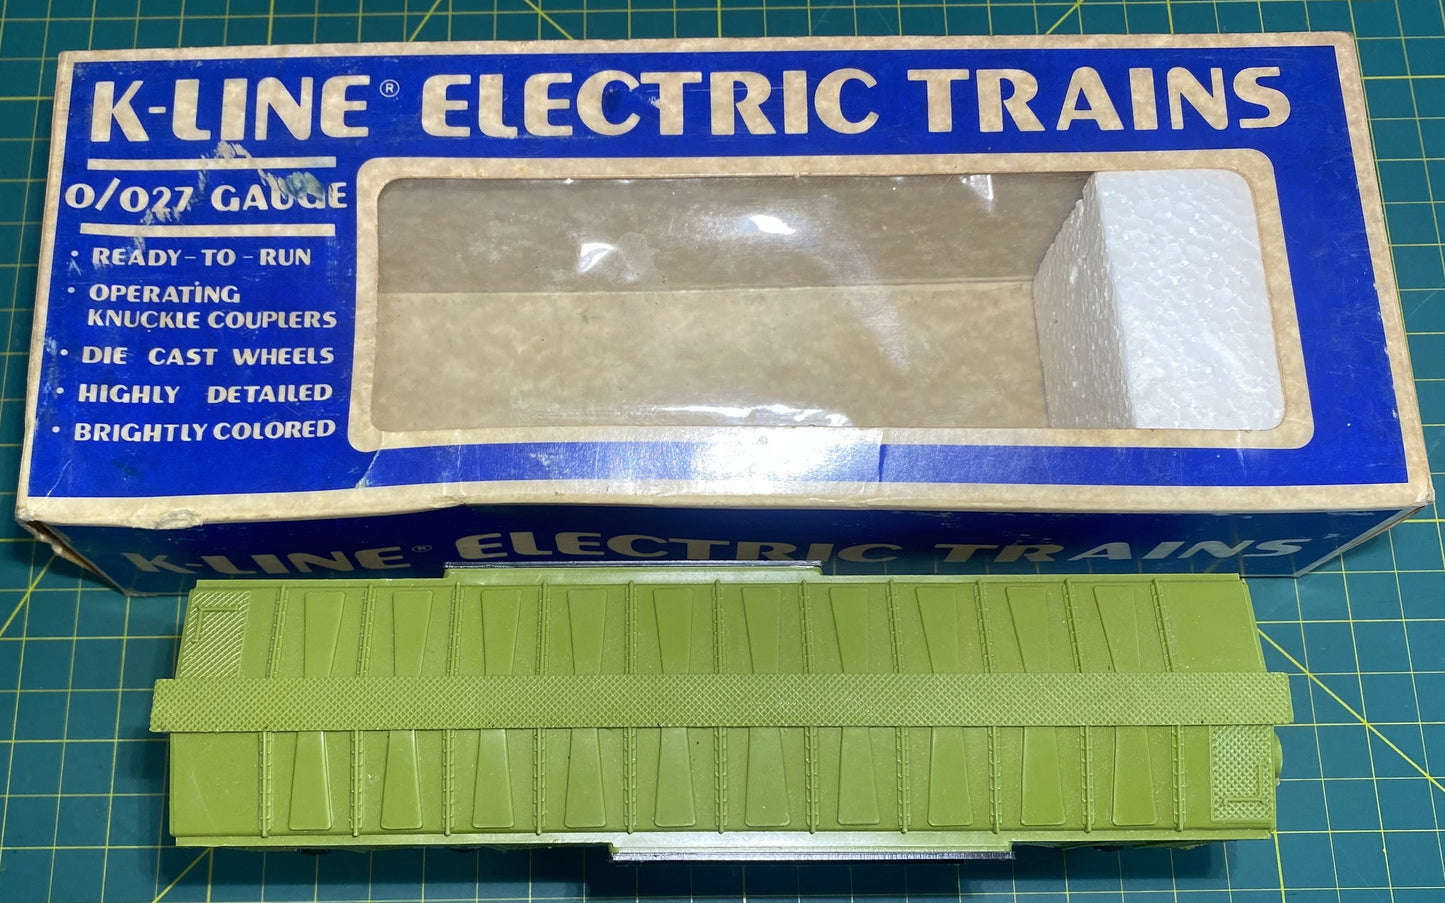 K-LINE® ELECTRIC TRAINS
O/O27 GAUGE
• READY-TO-RUN
• OPERATING
KNUCKLE COUPLERS
• DIE CAST WHEELS
• HIGHLY DETAILED
• BRIGHTLY COLORED
K-LINE® ELECTRIC TRAINS